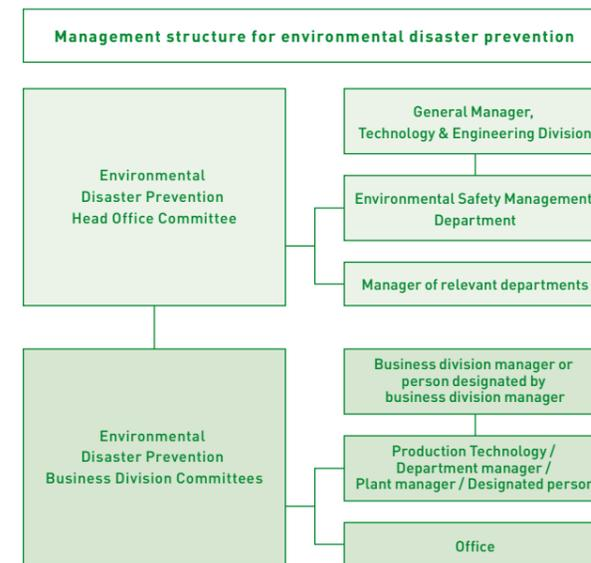 Management structure for environmental disaster prevention
Environmental
Disaster Prevention
Head Office Committee
General Manager,
Technology & Engineering Division
Environmental Safety Management
Department
Manager of relevant departments
Environmental
Disaster Prevention
Business Division Committees
Business division manager or
person designated by
business division manager
Production Technology /
Department manager /
Plant manager / Designated person
Office